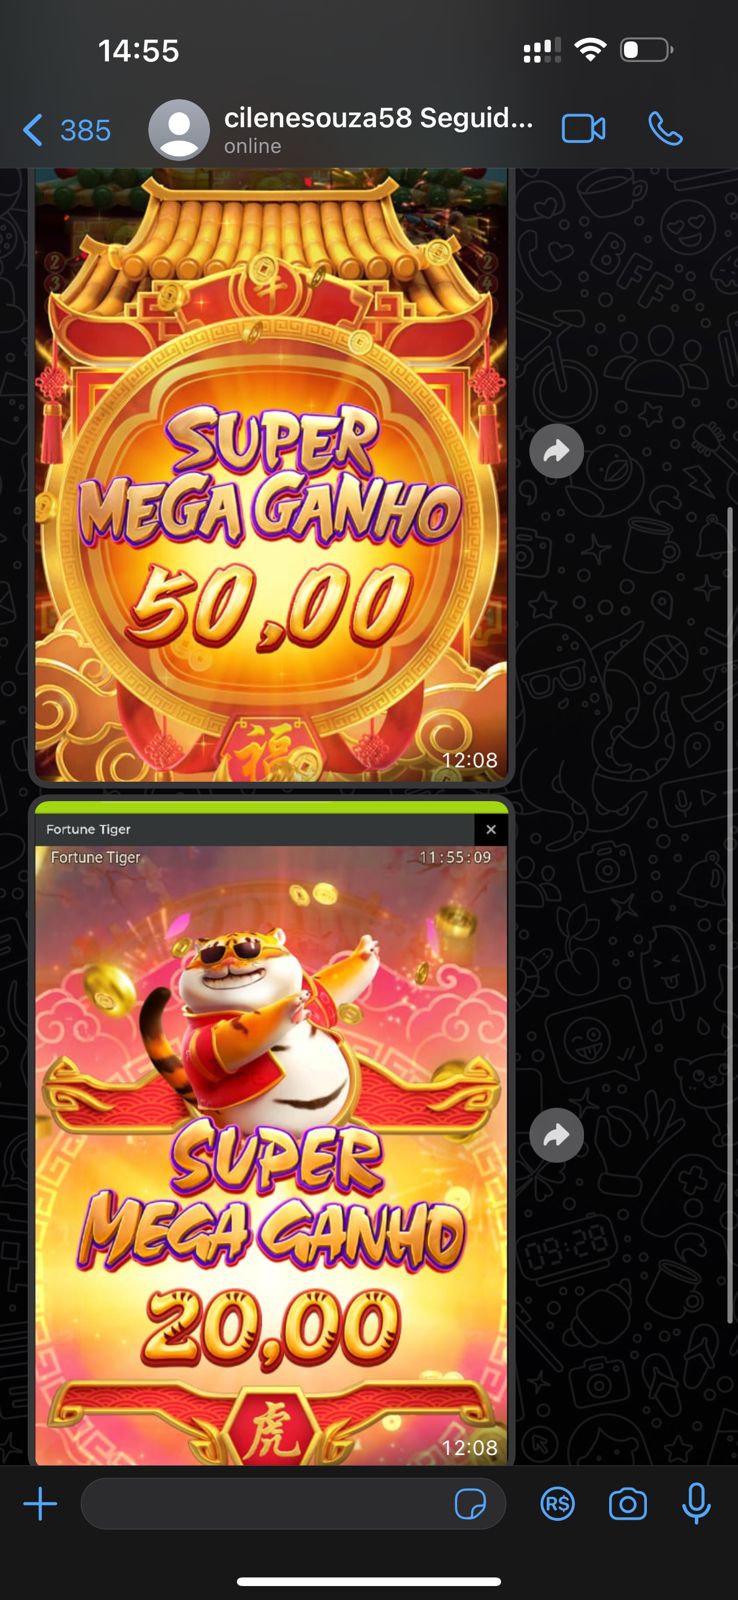 14:55
385
cilenesouza58 Seguid...
online
SUPER
MEGA GANHO
50,00
福
12:08
Fortune Tiger
Fortune Tiger
11:55:09
SUPER
MEGA GANHO
20,00
虎
12:08
R$